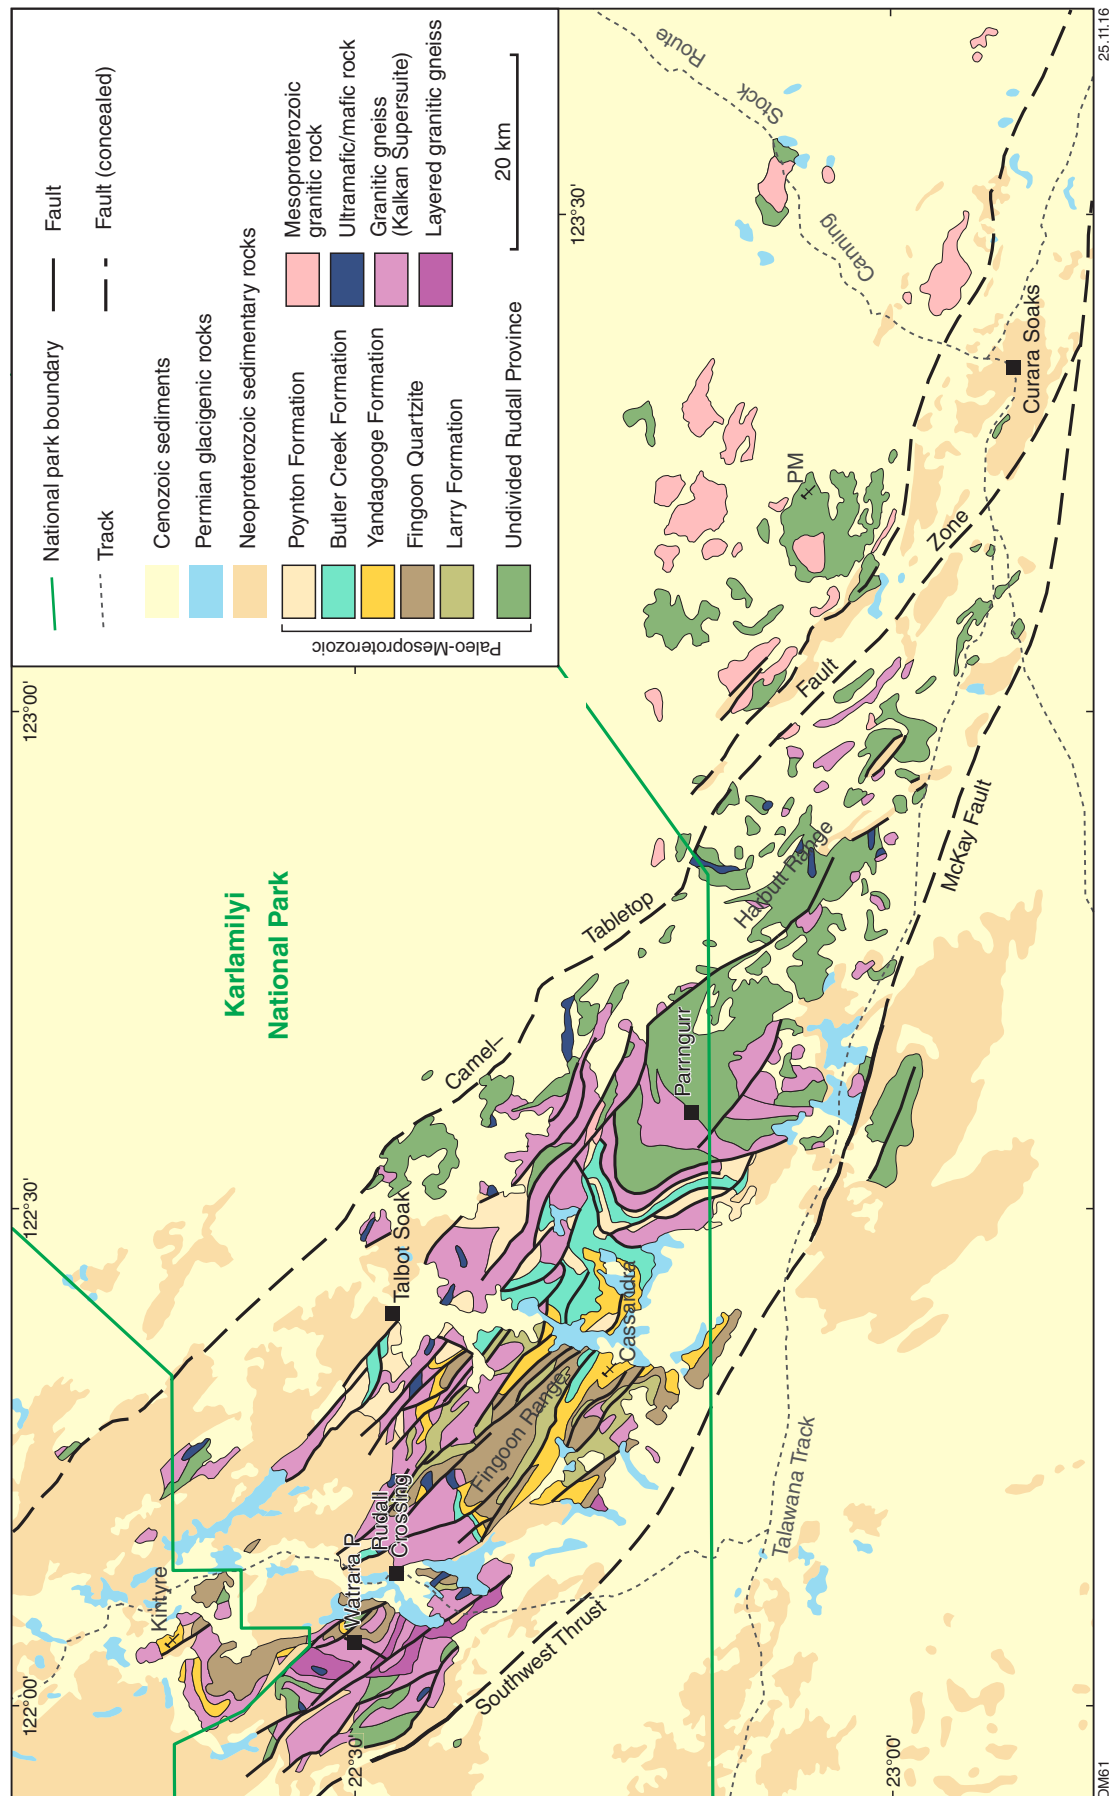 National park boundary
Fault
Track
Fault (concealed)
Cenozoic sediments
Permian glacigenic rocks
Neoproterozoic sedimentary rocks
Paleo-Mesoproterozoic
Poynton Formation
Butler Creek Formation
Yandagooge Formation
Fingoon Quartzite
Larry Formation
Undivided Rudall Province
Mesoproterozoic
granitic rock
Ultramafic/mafic rock
Granitic gneiss
(Kalkan Supersuite)
Layered granitic gneiss
20 km
122°00'
122°30'
123°00'
123°30'
22°30'
23°00'
Karlamilyi
National Park
Kintyre
Watrara P
Rudall
Crossing
Talbot Soak
Fingoon Range
Cassandra
Parrngurr
Camel–
Tabletop
Fault
Zone
Harbutt Range
McKay Fault
Southwest Thrust
Talawana Track
PM
Curara Soaks
Canning
Stock
Route
DM61
25.11.16